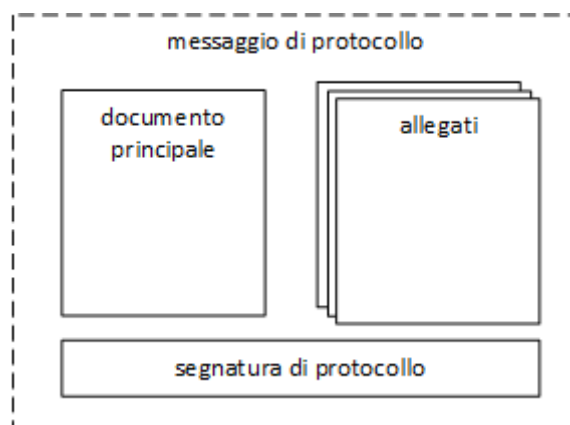 messaggio di protocollo
documento
principale
allegati
segnatura di protocollo